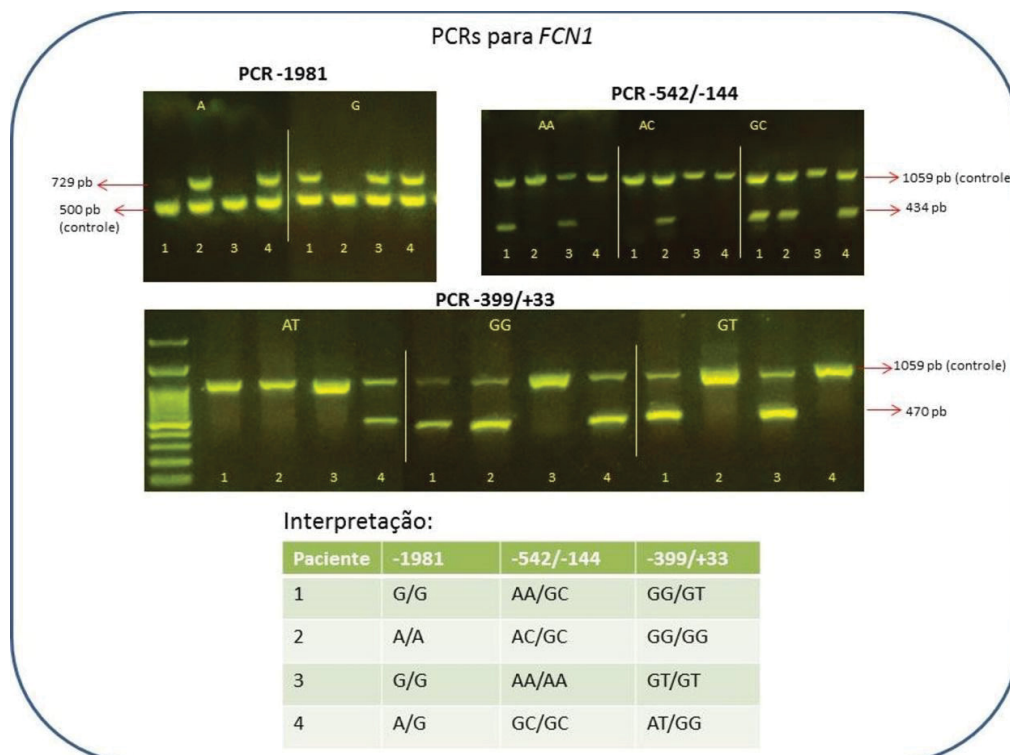 PCRs para FCN1
PCR -1981
A G
729 pb
500 pb
(controle)
1 2 3 4 1 2 3 4
PCR -542/-144
AA AC GC
1059 pb (controle)
434 pb
1 2 3 4 1 2 3 4 1 2 3 4
PCR -399/+33
AT GG GT
1059 pb (controle)
470 pb
1 2 3 4 1 2 3 4 1 2 3 4
Interpretação:
Paciente -1981 -542/-144 -399/+33
1 G/G AA/GC GG/GT
2 A/A AC/GC GG/GG
3 G/G AA/AA GT/GT
4 A/G GC/GC AT/GG